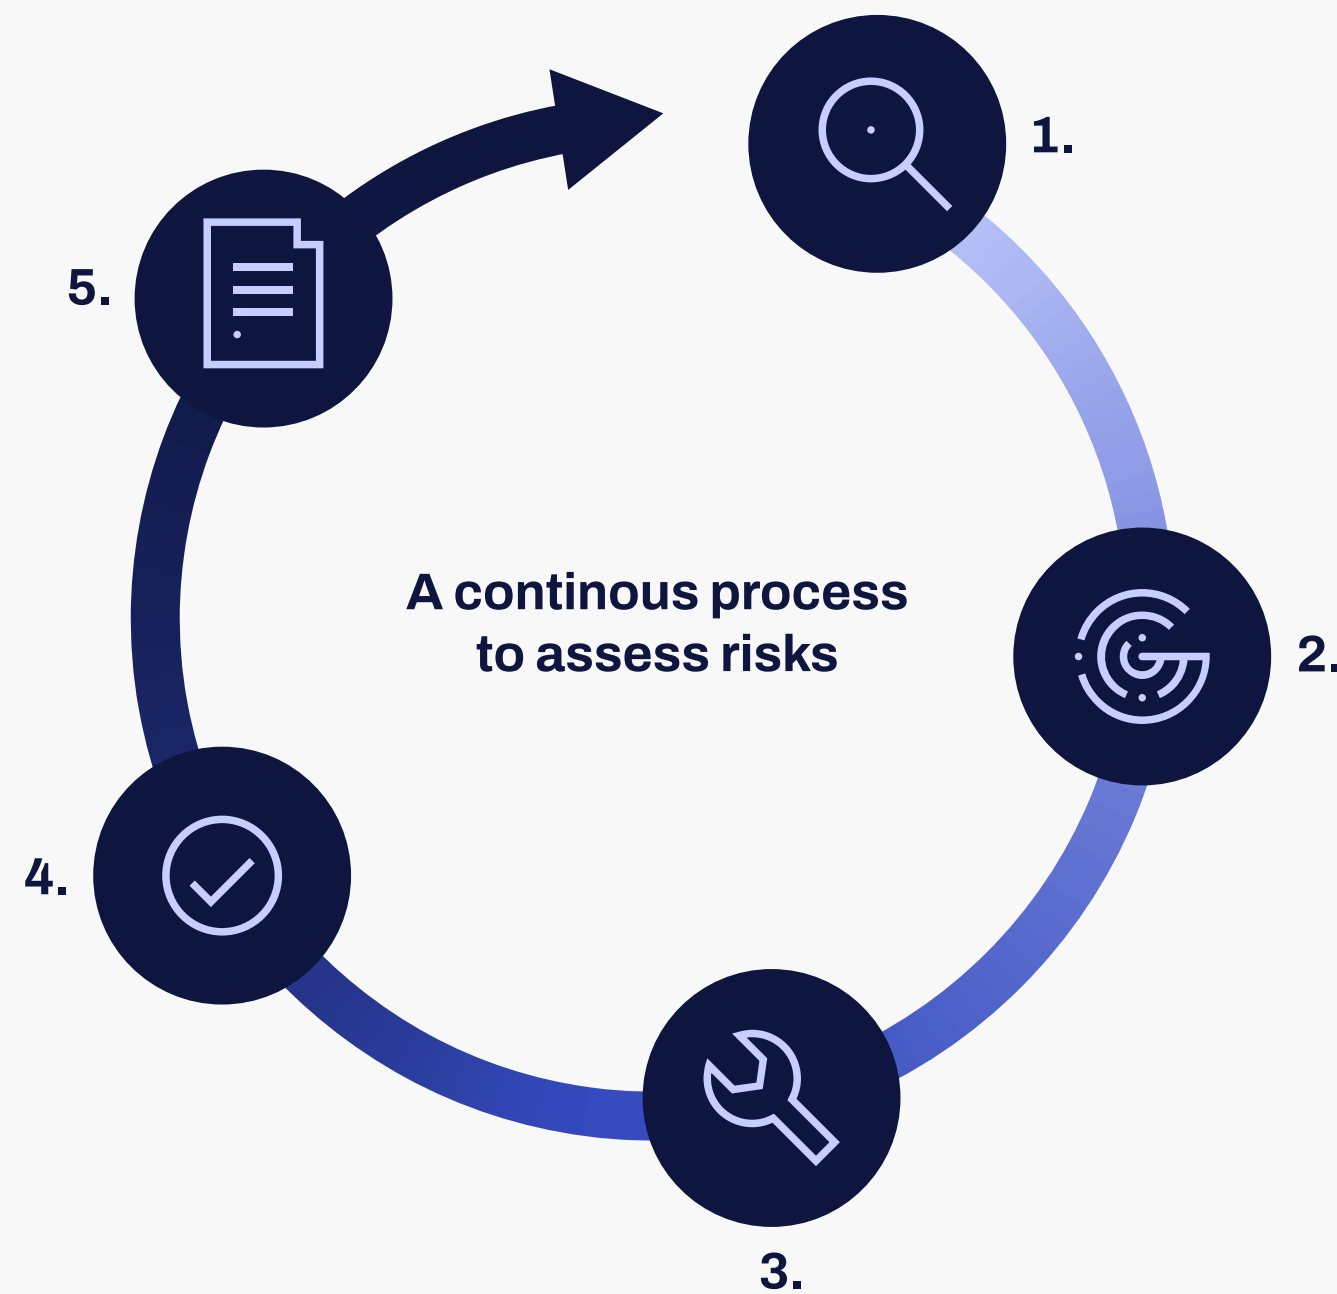 1.
5.
A continous process
to assess risks
2.
4.
3.